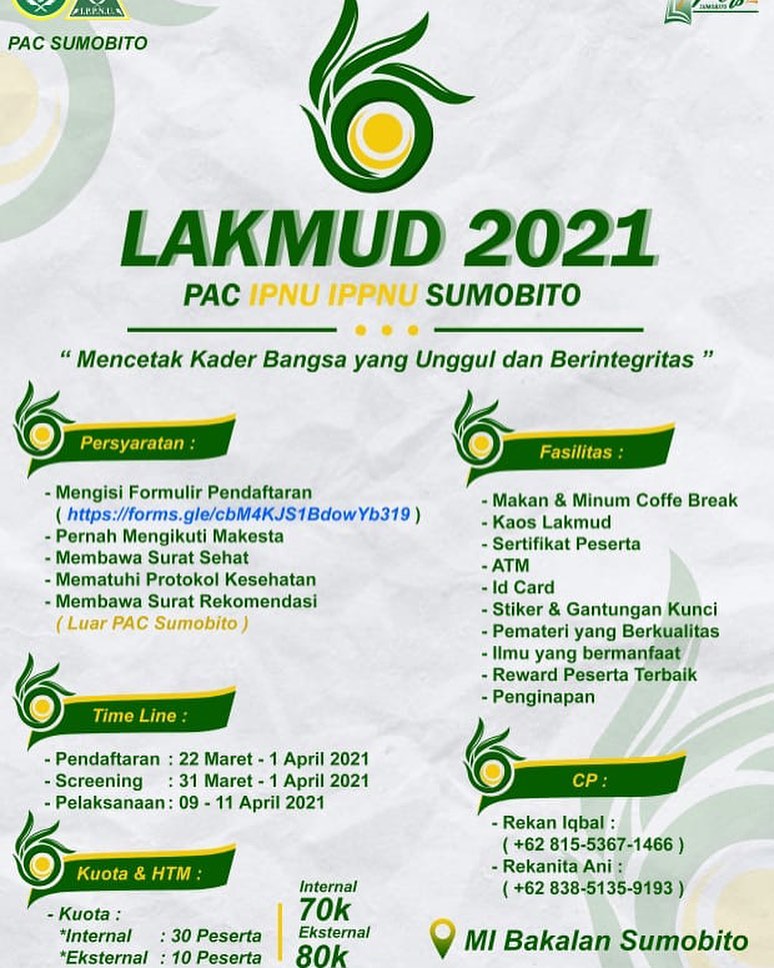 I.P.P.N.U.
PAC SUMOBITO
SUMOBITO
LAKMUD 2021
PAC IPNU IPPNU SUMOBITO
“ Mencetak Kader Bangsa yang Unggul dan Berintegritas ”
Persyaratan :
- Mengisi Formulir Pendaftaran
( https://forms.gle/cbM4KJS1BdowYb319 )
- Pernah Mengikuti Makesta
- Membawa Surat Sehat
- Mematuhi Protokol Kesehatan
- Membawa Surat Rekomendasi
( Luar PAC Sumobito )
Time Line :
- Pendaftaran : 22 Maret - 1 April 2021
- Screening : 31 Maret - 1 April 2021
- Pelaksanaan : 09 - 11 April 2021
Kuota & HTM :
- Kuota :
*Internal : 30 Peserta
*Eksternal : 10 Peserta
Internal
70k
Eksternal
80k
Fasilitas :
- Makan & Minum Coffe Break
- Kaos Lakmud
- Sertifikat Peserta
- ATM
- Id Card
- Stiker & Gantungan Kunci
- Pemateri yang Berkualitas
- Ilmu yang bermanfaat
- Reward Peserta Terbaik
- Penginapan
CP :
- Rekan Iqbal :
( +62 815-5367-1466 )
- Rekanita Ani :
( +62 838-5135-9193 )
MI Bakalan Sumobito